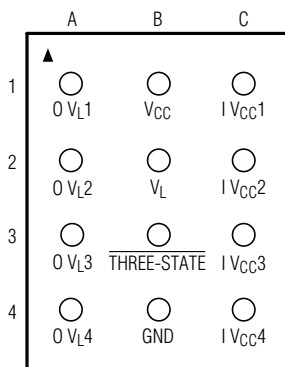 A B C
1
O VL1 VCC I VCC1
2
O VL2 VL I VCC2
3
O VL3 THREE-STATE I VCC3
4
O VL4 GND I VCC4